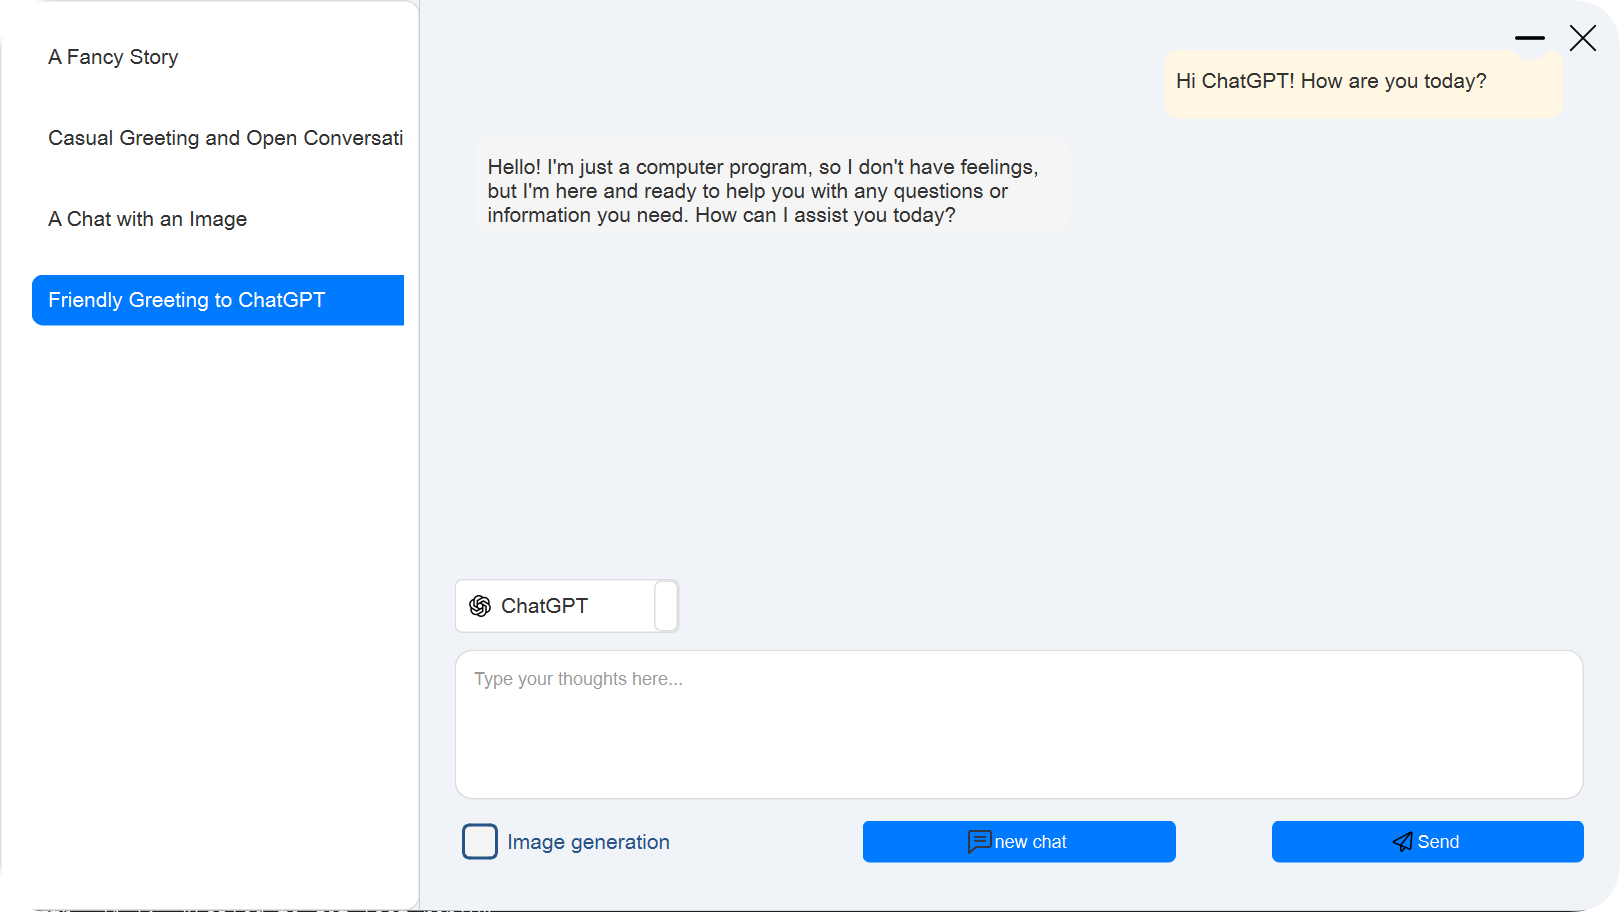 A Fancy Story
Casual Greeting and Open Conversati
A Chat with an Image
Friendly Greeting to ChatGPT
Hi ChatGPT! How are you today?
Hello! I'm just a computer program, so I don't have feelings,
but I'm here and ready to help you with any questions or
information you need. How can I assist you today?
ChatGPT
Type your thoughts here...
Image generation
new chat
Send